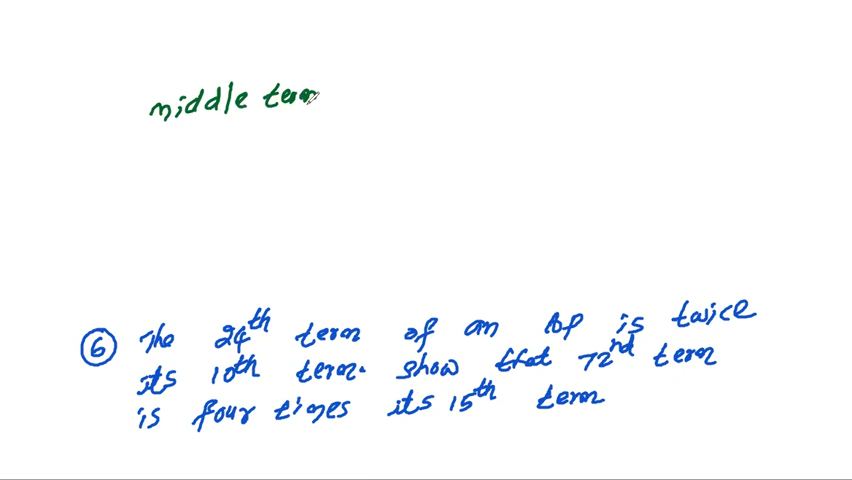 middle term
6 The 24th term of an AP is twice
its 10th term. show that 72nd term
is four times its 15th term